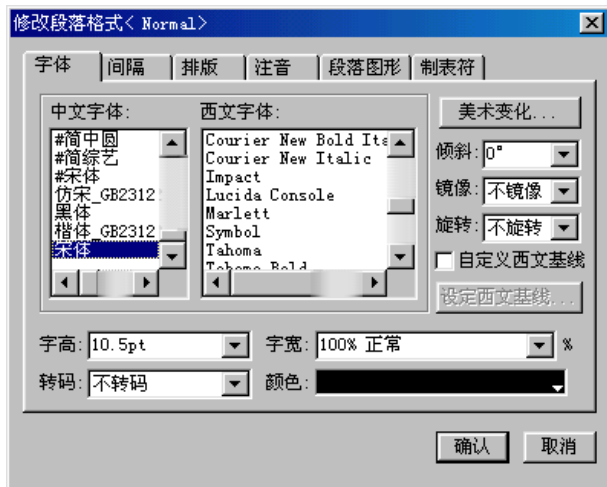 修改段落格式< Normal>
字体 间隔 排版 注音 段落图形 制表符
中文字体: 西文字体: 美术变化...
#简中圆
#简综艺
#宋体
仿宋_GB2312
黑体
楷体_GB2312
宋体
Courier New Bold Ita
Courier New Italic
Impact
Lucida Console
Marlett
Symbol
Tahoma
Tahoma Bold
倾斜: 0°
镜像: 不镜像
旋转: 不旋转
自定义西文基线
设定西文基线...
字高: 10.5pt 字宽: 100% 正常 %
转码: 不转码 颜色:
确认 取消